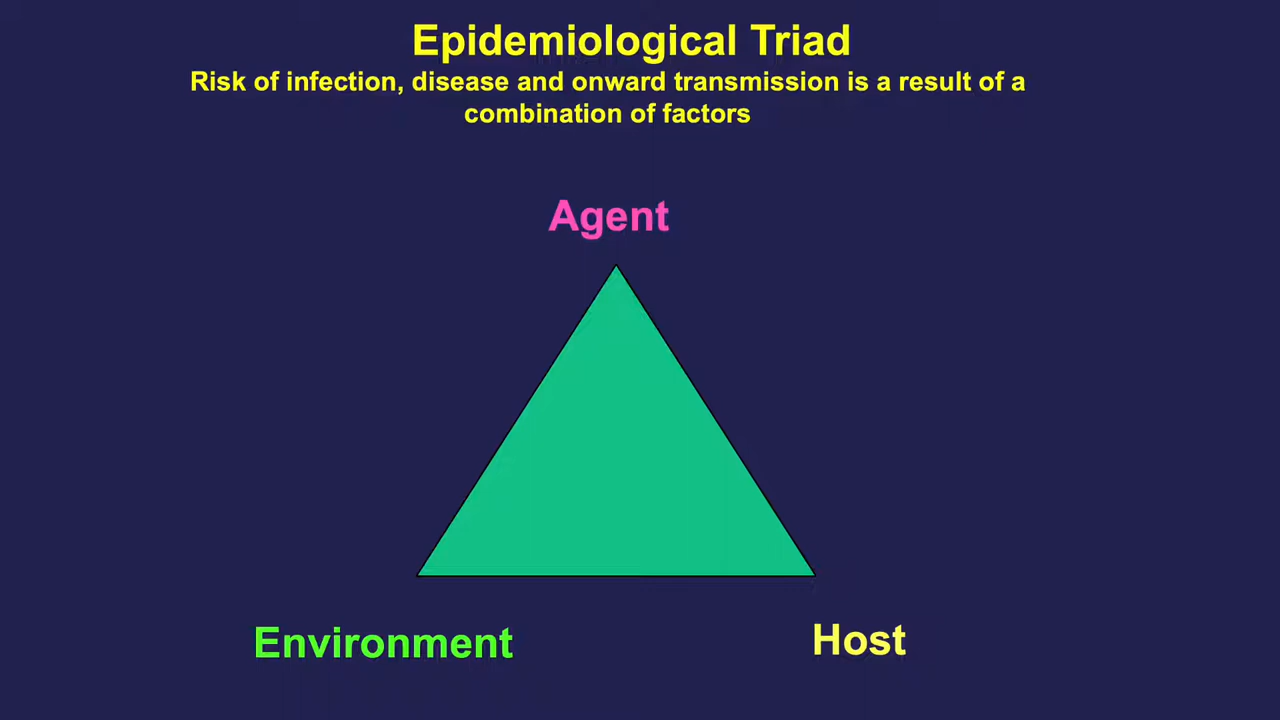 Epidemiological Triad
Risk of infection, disease and onward transmission is a result of a
combination of factors
Agent
Environment
Host